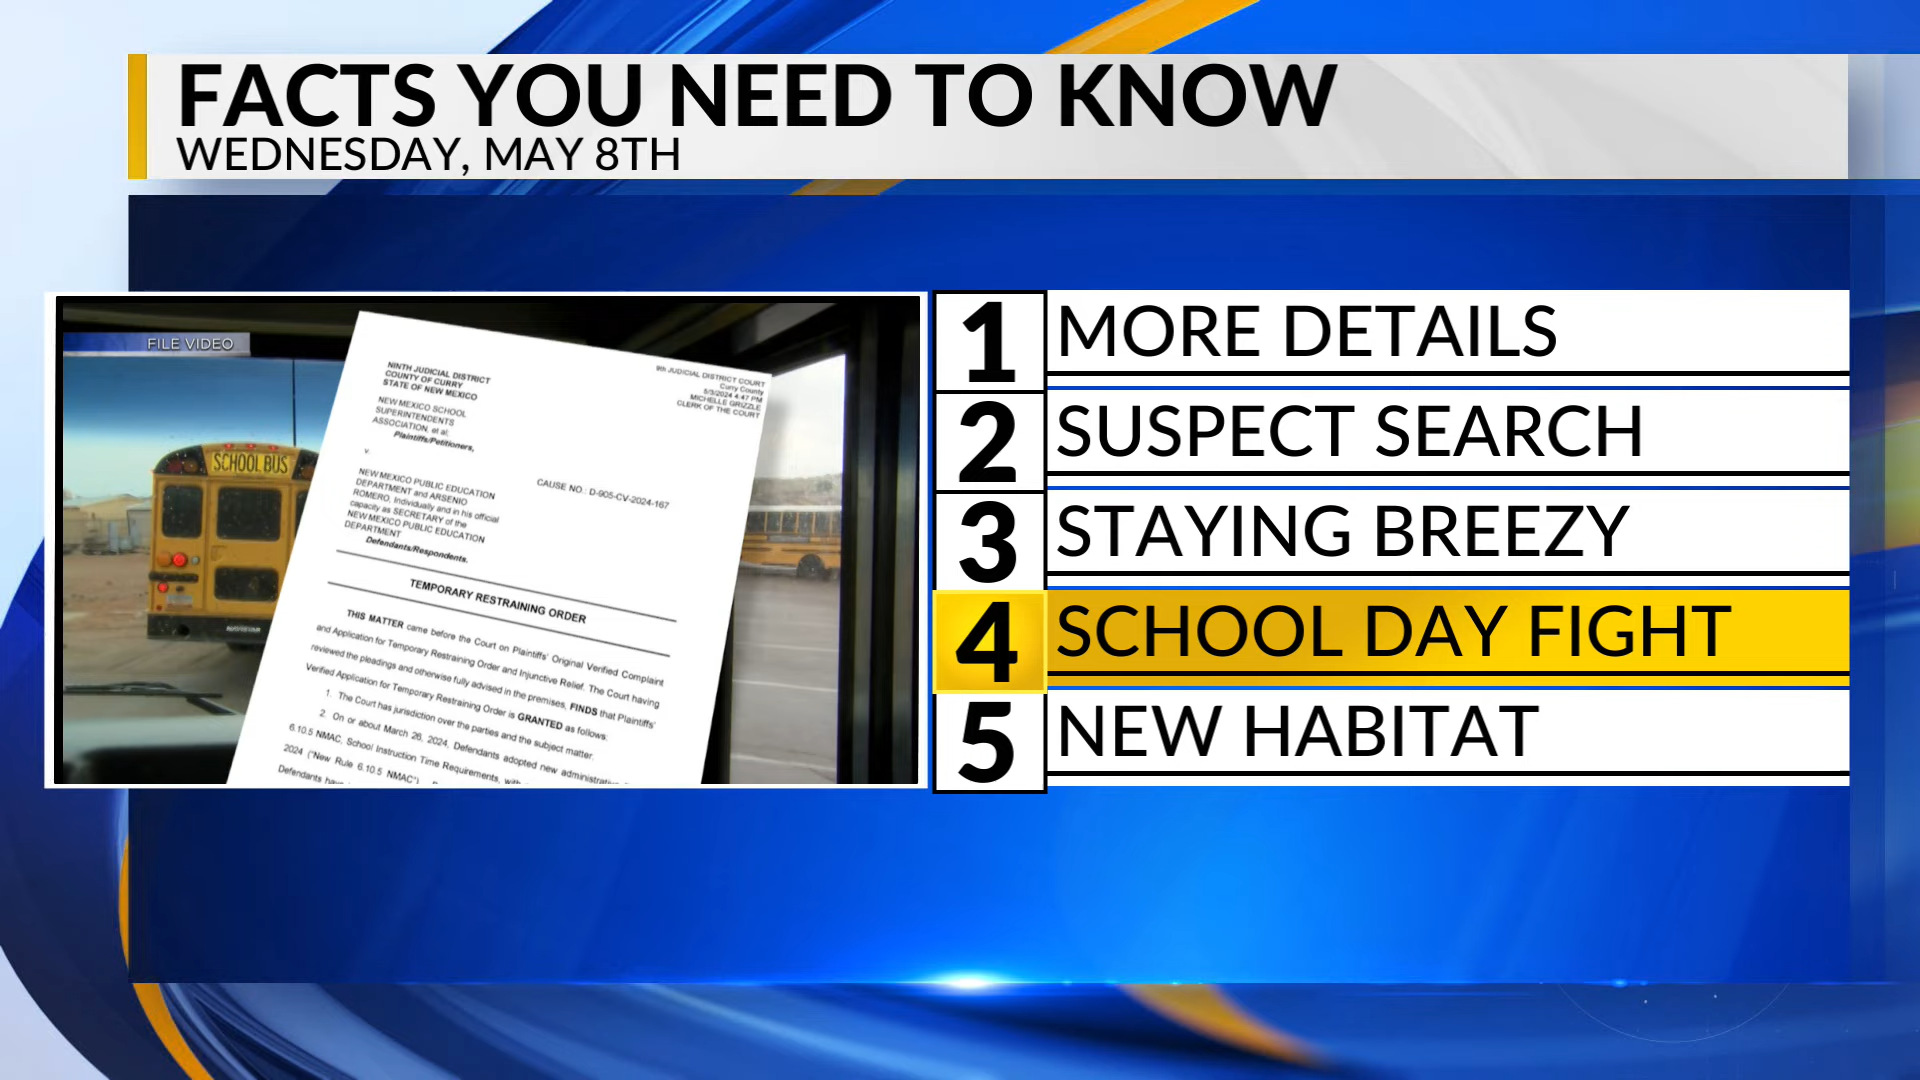 FACTS YOU NEED TO KNOW
WEDNESDAY, MAY 8TH
FILE VIDEO
SCHOOL BUS
NINTH JUDICIAL DISTRICT
COUNTY OF CURRY
STATE OF NEW MEXICO
9th JUDICIAL DISTRICT COURT
Curry County
5/3/2024 4:47 PM
MICHELLE GRIZZLE
CLERK OF THE COURT
NEW MEXICO SCHOOL
SUPERINTENDENTS
ASSOCIATION, et al;
Plaintiffs/Petitioners,
v.
CAUSE NO.: D-905-CV-2024-167
NEW MEXICO PUBLIC EDUCATION
DEPARTMENT and ARSENIO
ROMERO, Individually and in his official
capacity as SECRETARY of the
NEW MEXICO PUBLIC EDUCATION
DEPARTMENT
Defendants/Respondents.
TEMPORARY RESTRAINING ORDER
THIS MATTER came before the Court on Plaintiffs' Original Verified Complaint
and Application for Temporary Restraining Order and Injunctive Relief. The Court having
reviewed the pleadings and otherwise fully advised in the premises, FINDS that Plaintiffs'
Verified Application for Temporary Restraining Order is GRANTED as follows:
1. The Court has jurisdiction over the parties and the subject matter.
2. On or about March 26, 2024, Defendants adopted new
6.10.5 NMAC, School Instruction Time Requirements,
2024 ("New Rule 6.10.5 NMAC")
Defendants
1 MORE DETAILS
2 SUSPECT SEARCH
3 STAYING BREEZY
4 SCHOOL DAY FIGHT
5 NEW HABITAT